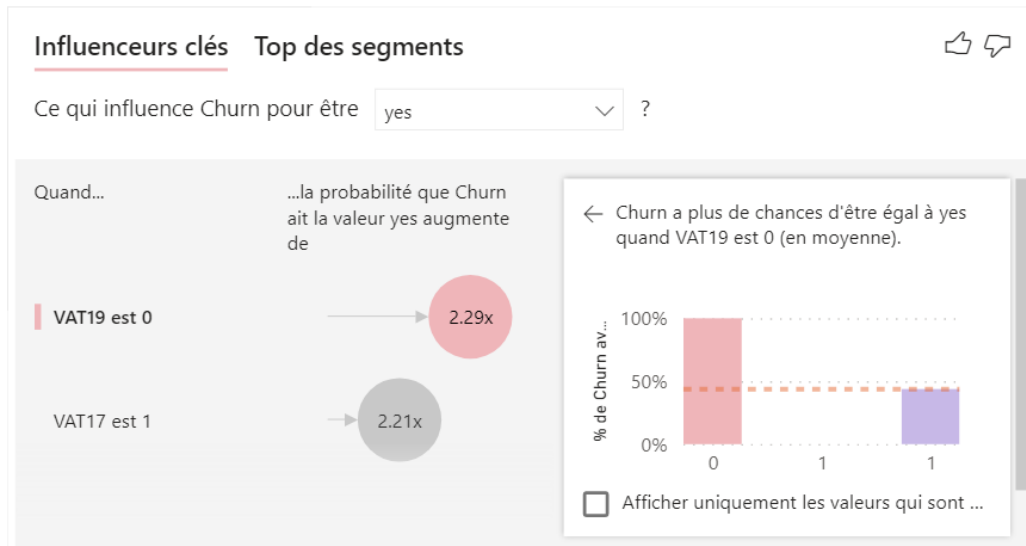 Influenceurs clés Top des segments
Ce qui influence Churn pour être yes ?
Quand...
...la probabilité que Churn
ait la valeur yes augmente
de
VAT19 est 0
2.29x
VAT17 est 1
2.21x
Churn a plus de chances d'être égal à yes
quand VAT19 est 0 (en moyenne).
% de Churn av...
100%
50%
0%
0 1 1
Afficher uniquement les valeurs qui sont ...